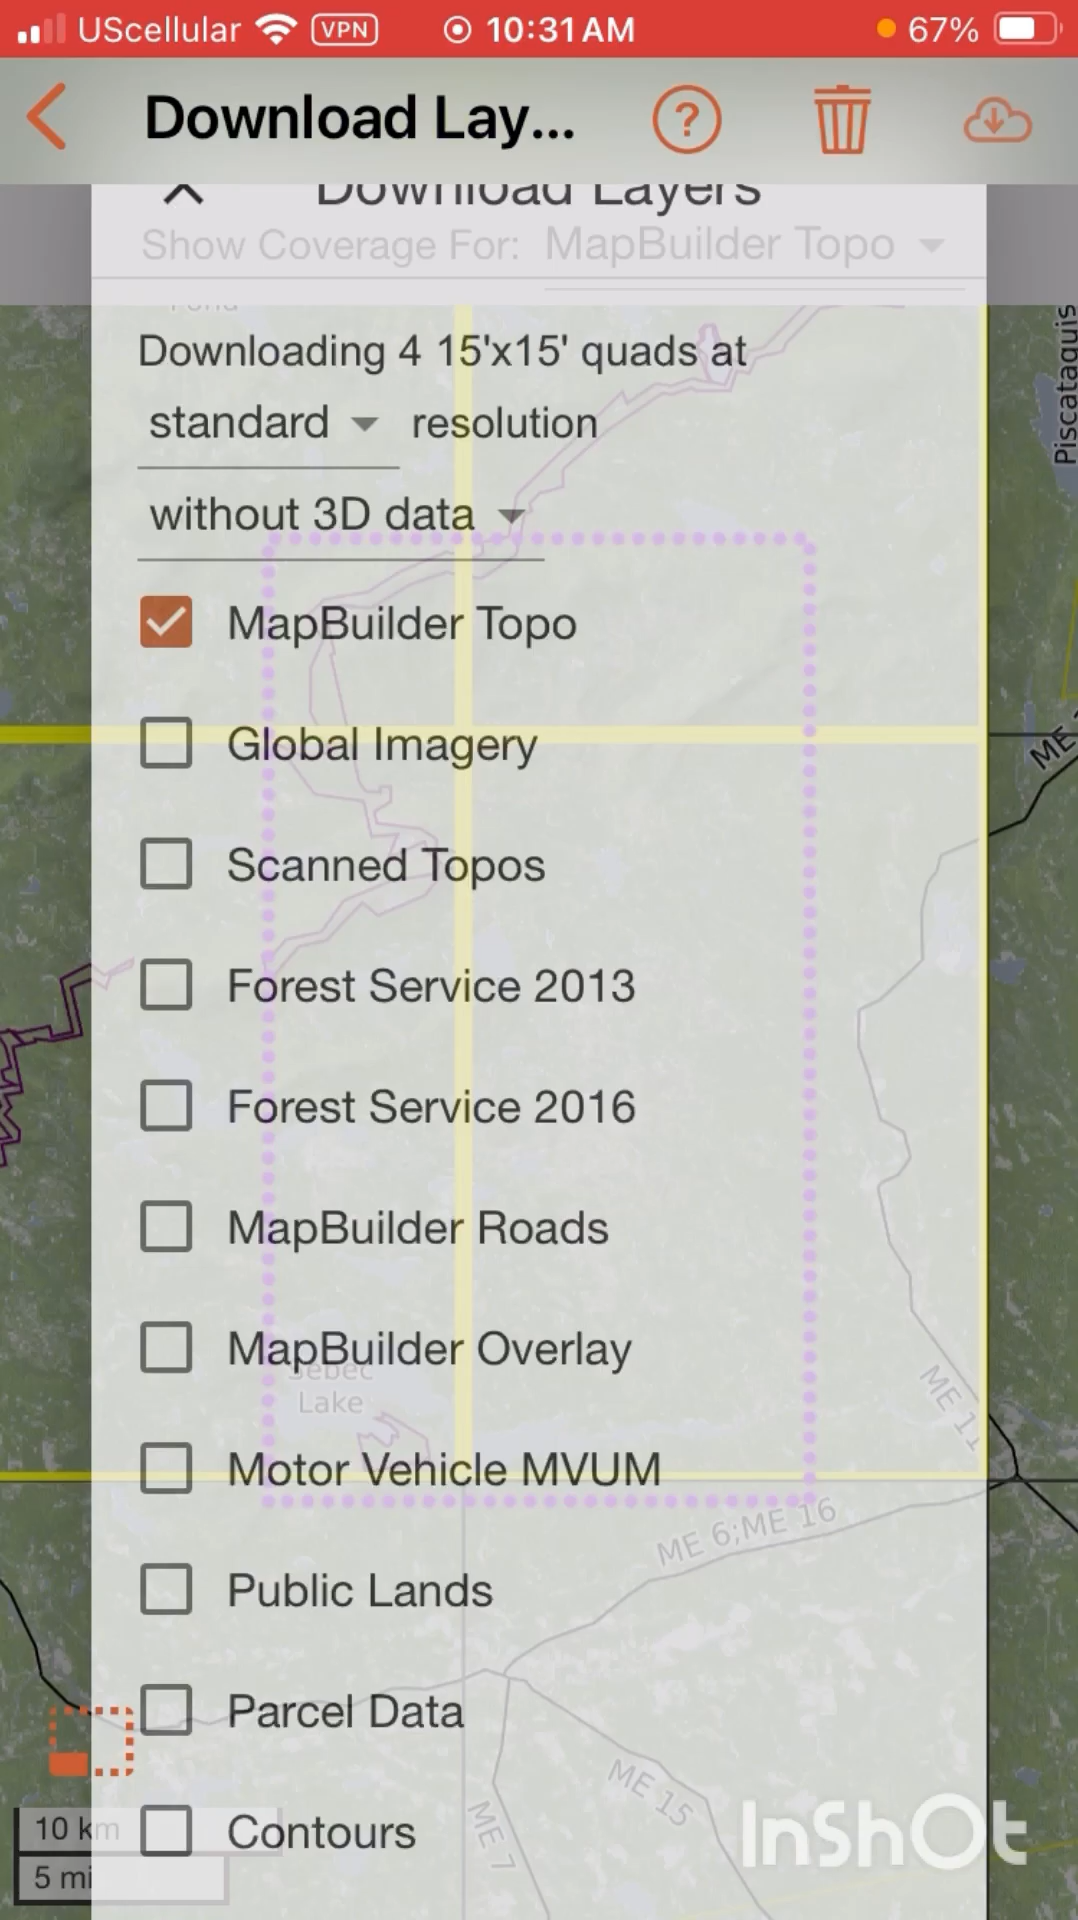 UScellular VPN 10:31 AM 67%
Download Lay... ?
Download Layers
Show Coverage For: MapBuilder Topo
Pond
Downloading 4 15'x15' quads at
standard resolution
without 3D data
MapBuilder Topo
Global Imagery
Scanned Topos
Forest Service 2013
Forest Service 2016
MapBuilder Roads
MapBuilder Overlay
Sebec
Lake
Motor Vehicle MVUM
Public Lands
Parcel Data
Contours
Piscataquis
ME
ME 11
ME 6;ME 16
ME 15
ME 7
10 km
5 mi
InShOt